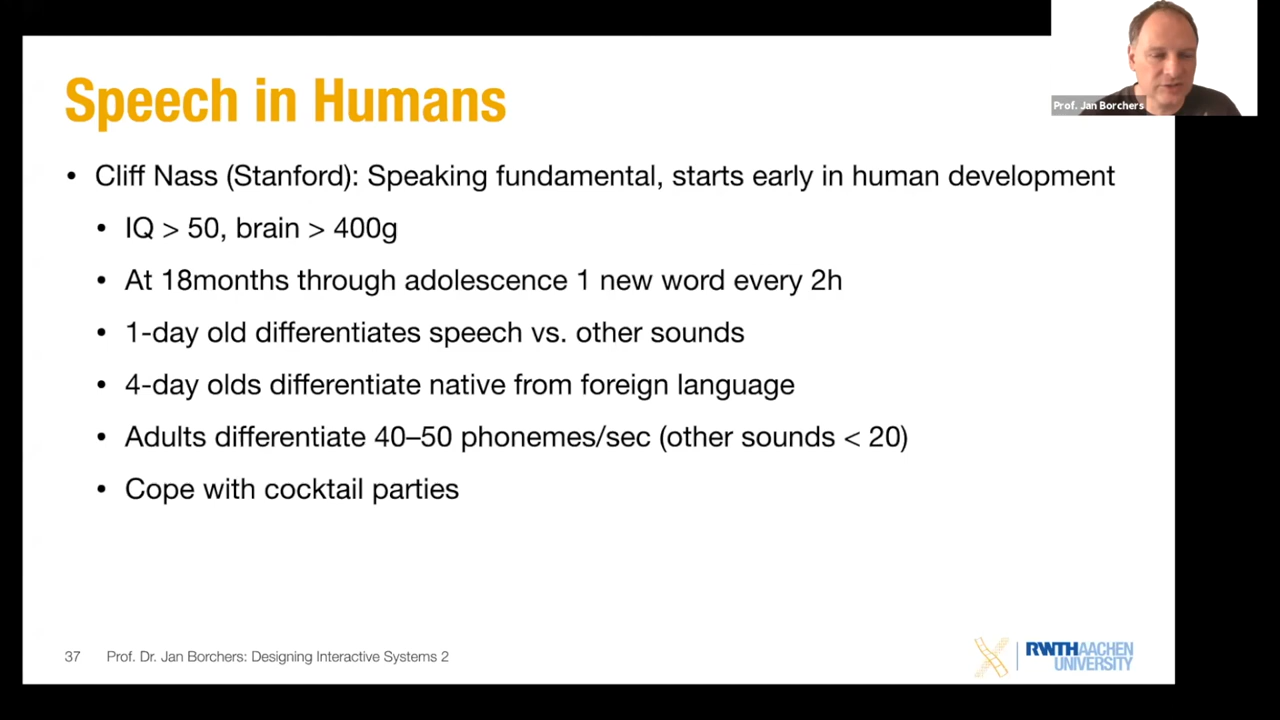 Prof. Jan Borchers
Speech in Humans
• Cliff Nass (Stanford): Speaking fundamental, starts early in human development
• IQ > 50, brain > 400g
• At 18months through adolescence 1 new word every 2h
• 1-day old differentiates speech vs. other sounds
• 4-day olds differentiate native from foreign language
• Adults differentiate 40–50 phonemes/sec (other sounds < 20)
• Cope with cocktail parties
37 Prof. Dr. Jan Borchers: Designing Interactive Systems 2
RWTH AACHEN
UNIVERSITY